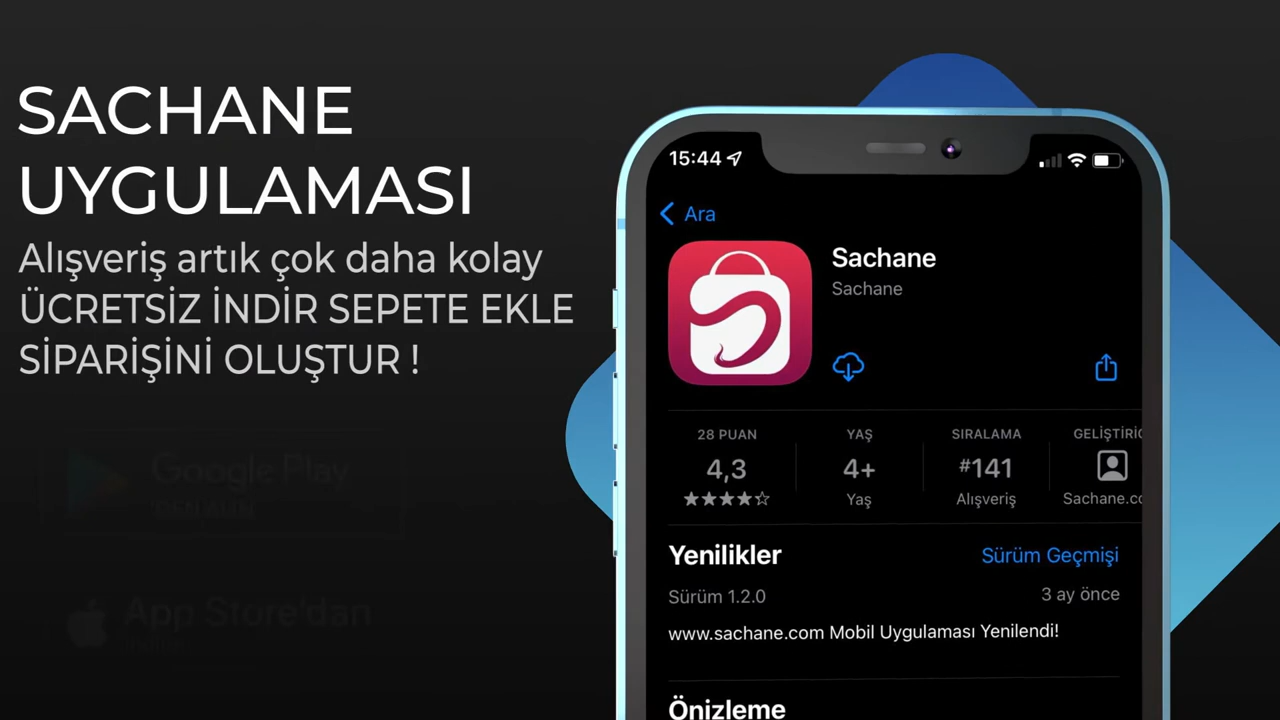 SACHANE
UYGULAMASI
Alışveriş artık çok daha kolay
ÜCRETSİZ İNDİR SEPETE EKLE
SİPARİŞİNİ OLUŞTUR !
Google Play
App Store'dan
15:44
Ara
Sachane
Sachane
28 PUAN
YAŞ
SIRALAMA
GELİŞTİRİC
4,3
4+
#141
Yaş
Alışveriş
Sachane.co
Yenilikler
Sürüm Geçmişi
Sürüm 1.2.0
3 ay önce
www.sachane.com Mobil Uygulaması Yenilendi!
Önizleme